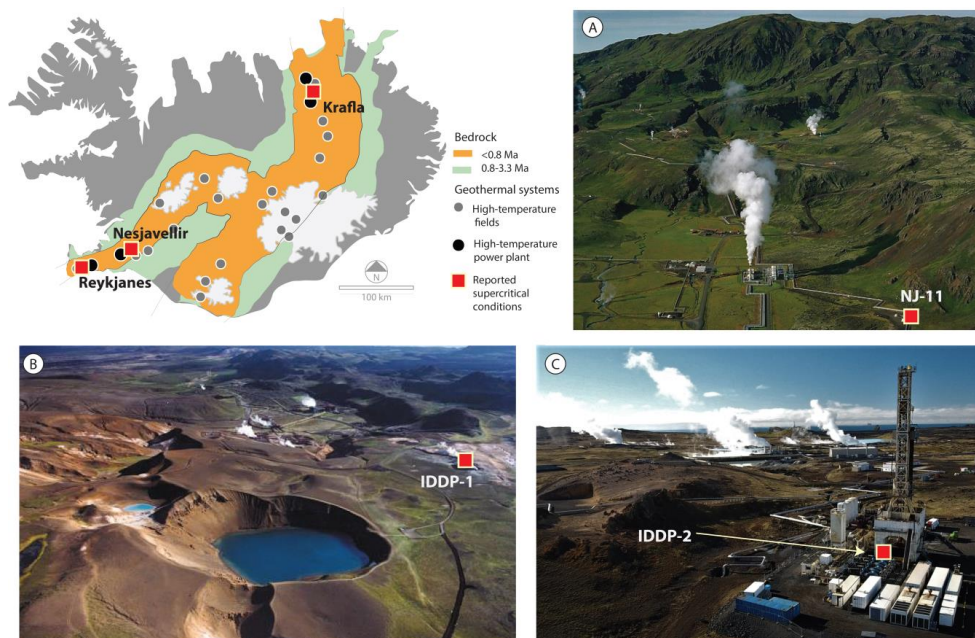 Krafla
Nesjavellir
Reykjanes
N
100 km
Bedrock
<0.8 Ma
0.8-3.3 Ma
Geothermal systems
High-temperature
fields
High-temperature
power plant
Reported
supercritical
conditions
A
NJ-11
B
IDDP-1
C
IDDP-2